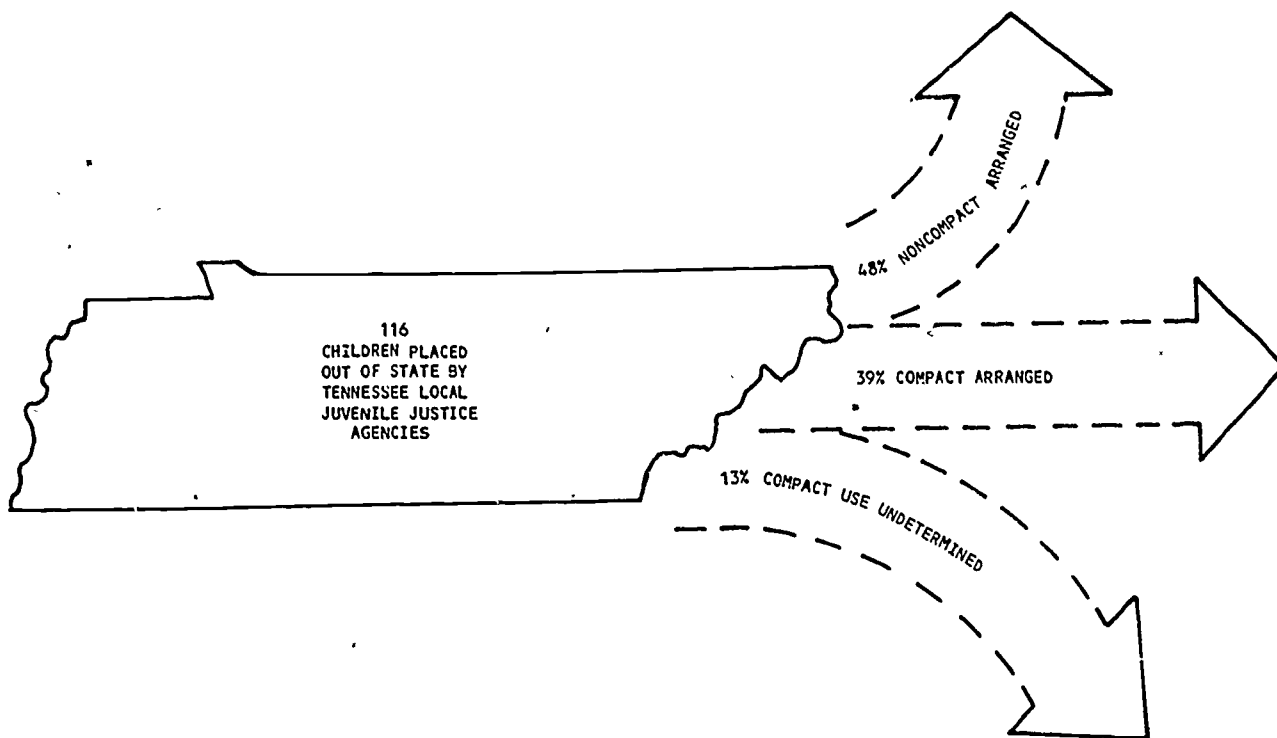 116
CHILDREN PLACED
OUT OF STATE BY
TENNESSEE LOCAL
JUVENILE JUSTICE
AGENCIES
48% NONCOMPACT ARRANGED
39% COMPACT ARRANGED
13% COMPACT USE UNDETERMINED